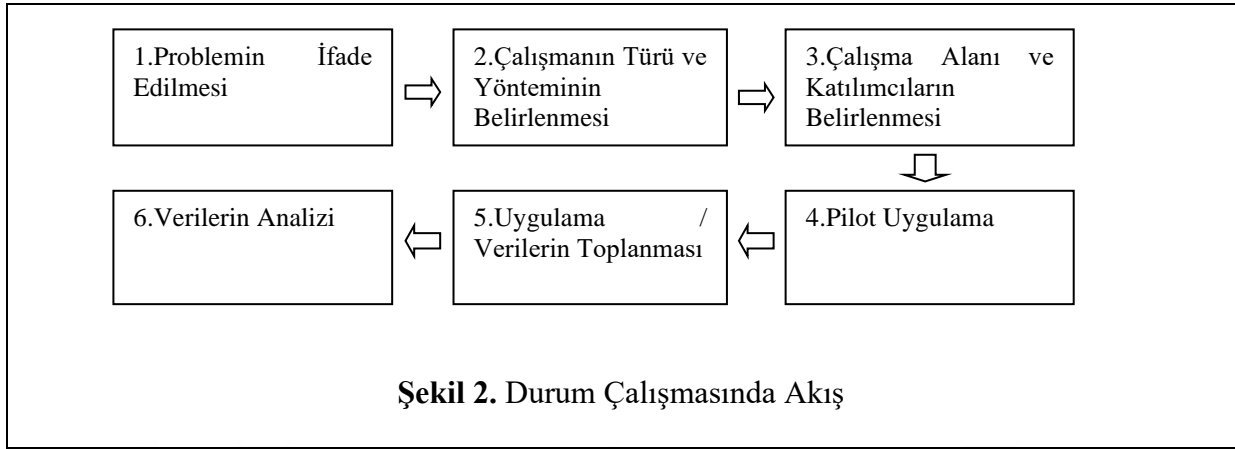 1.Problemin İfade
Edilmesi
2.Çalışmanın Türü ve
Yönteminin
Belirlenmesi
3.Çalışma Alanı ve
Katılımcıların
Belirlenmesi
4.Pilot Uygulama
5.Uygulama /
Verilerin Toplanması
6.Verilerin Analizi
Şekil 2. Durum Çalışmasında Akış